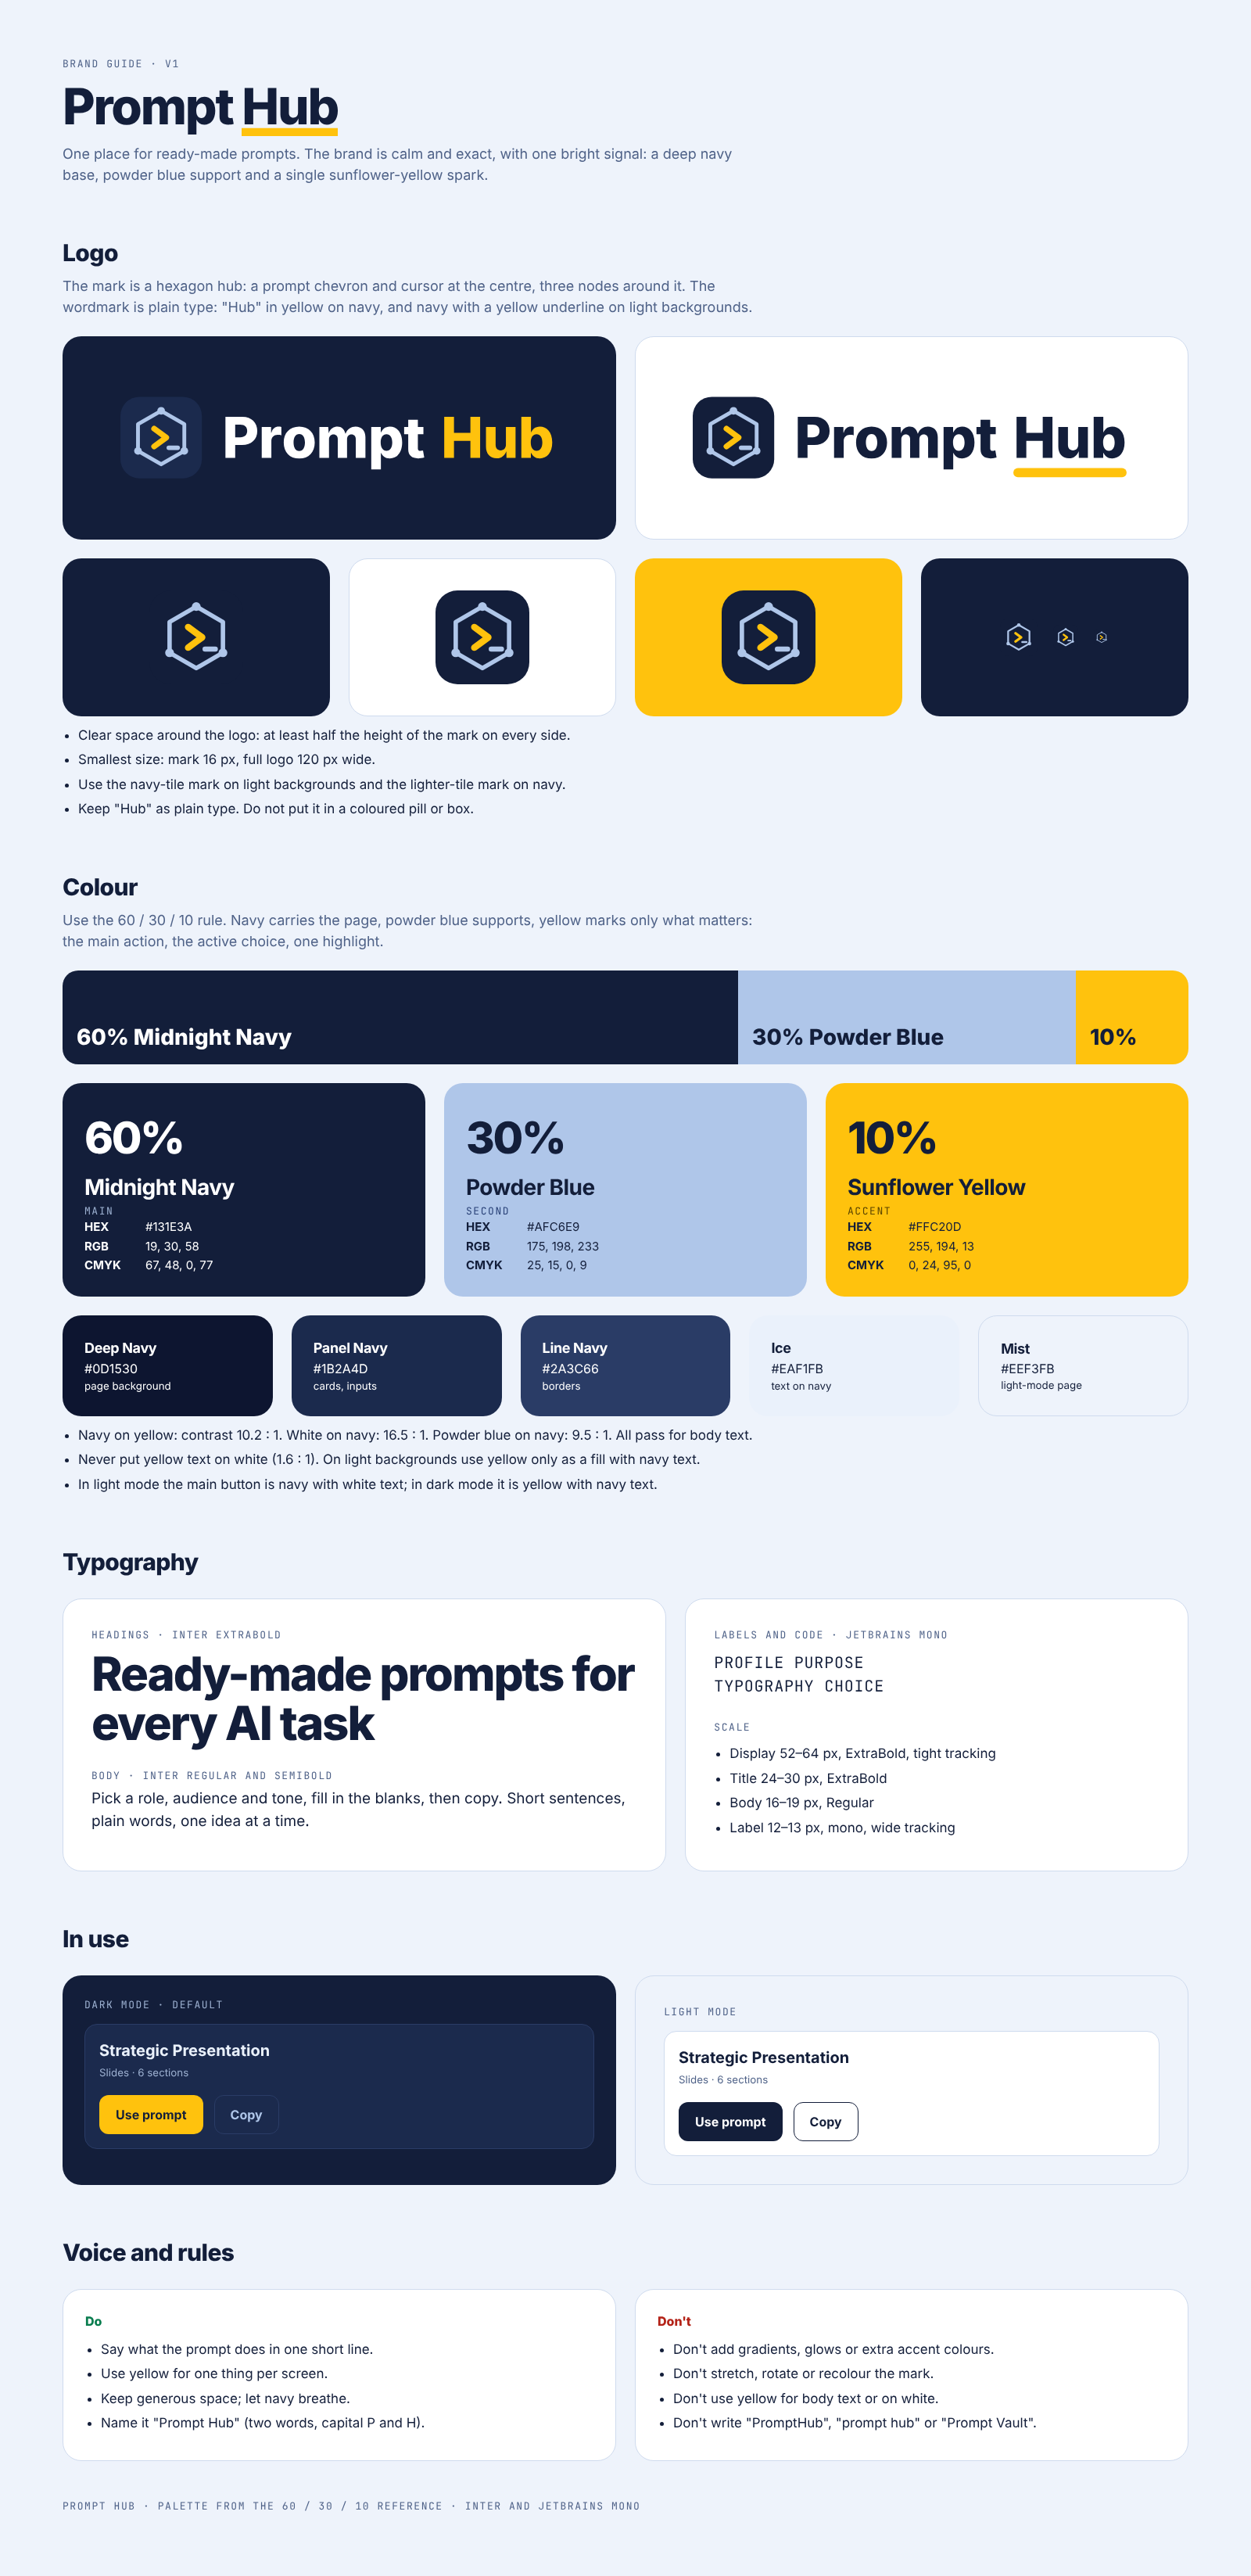 BRAND GUIDE · V1
Prompt Hub
One place for ready-made prompts. The brand is calm and exact, with one bright signal: a deep navy
base, powder blue support and a single sunflower-yellow spark.
Logo
The mark is a hexagon hub: a prompt chevron and cursor at the centre, three nodes around it. The
wordmark is plain type: "Hub" in yellow on navy, and navy with a yellow underline on light backgrounds.
Prompt Hub
Prompt Hub
• Clear space around the logo: at least half the height of the mark on every side.
• Smallest size: mark 16 px, full logo 120 px wide.
• Use the navy-tile mark on light backgrounds and the lighter-tile mark on navy.
• Keep "Hub" as plain type. Do not put it in a coloured pill or box.
Colour
Use the 60 / 30 / 10 rule. Navy carries the page, powder blue supports, yellow marks only what matters:
the main action, the active choice, one highlight.
60% Midnight Navy
30% Powder Blue
10%
60%
Midnight Navy
MAIN
HEX #131E3A
RGB 19, 30, 58
CMYK 67, 48, 0, 77
30%
Powder Blue
SECOND
HEX #AFC6E9
RGB 175, 198, 233
CMYK 25, 15, 0, 9
10%
Sunflower Yellow
ACCENT
HEX #FFC20D
RGB 255, 194, 13
CMYK 0, 24, 95, 0
Deep Navy
#0D1530
page background
Panel Navy
#1B2A4D
cards, inputs
Line Navy
#2A3C66
borders
Ice
#EAF1FB
text on navy
Mist
#EEF3FB
light-mode page
• Navy on yellow: contrast 10.2 : 1. White on navy: 16.5 : 1. Powder blue on navy: 9.5 : 1. All pass for body text.
• Never put yellow text on white (1.6 : 1). On light backgrounds use yellow only as a fill with navy text.
• In light mode the main button is navy with white text; in dark mode it is yellow with navy text.
Typography
HEADINGS · INTER EXTRABOLD
Ready-made prompts for
every AI task
BODY · INTER REGULAR AND SEMIBOLD
Pick a role, audience and tone, fill in the blanks, then copy. Short sentences,
plain words, one idea at a time.
LABELS AND CODE · JETBRAINS MONO
PROFILE PURPOSE
TYPOGRAPHY CHOICE
SCALE
• Display 52–64 px, ExtraBold, tight tracking
• Title 24–30 px, ExtraBold
• Body 16–19 px, Regular
• Label 12–13 px, mono, wide tracking
In use
DARK MODE · DEFAULT
Strategic Presentation
Slides · 6 sections
Use prompt
Copy
LIGHT MODE
Strategic Presentation
Slides · 6 sections
Use prompt
Copy
Voice and rules
Do
• Say what the prompt does in one short line.
• Use yellow for one thing per screen.
• Keep generous space; let navy breathe.
• Name it "Prompt Hub" (two words, capital P and H).
Don't
• Don't add gradients, glows or extra accent colours.
• Don't stretch, rotate or recolour the mark.
• Don't use yellow for body text or on white.
• Don't write "PromptHub", "prompt hub" or "Prompt Vault".
PROMPT HUB · PALETTE FROM THE 60 / 30 / 10 REFERENCE · INTER AND JETBRAINS MONO